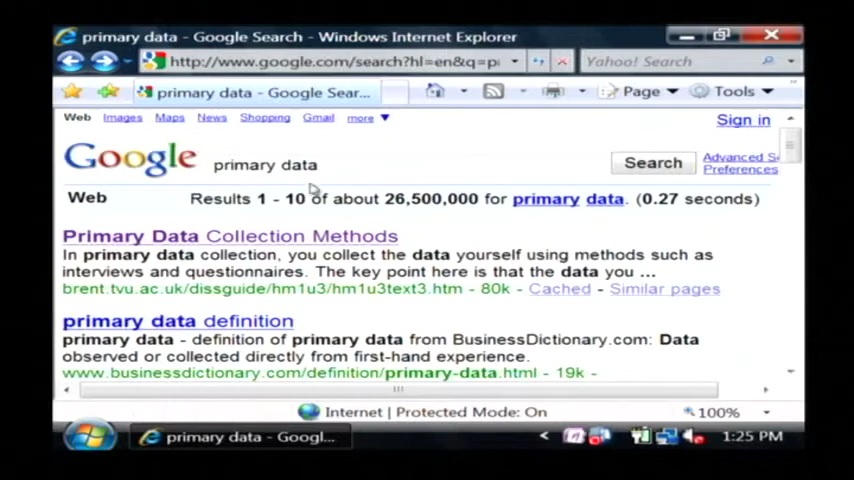 primary data - Google Search - Windows Internet Explorer
http://www.google.com/search?hl=en&q=p
Yahoo! Search
primary data - Google Sear...
Page
Tools
Web Images Maps News Shopping Gmail more
Sign in
Google
primary data
Search
Advanced S
Preferences
Web
Results 1 - 10 of about 26,500,000 for primary data. (0.27 seconds)
Primary Data Collection Methods
In primary data collection, you collect the data yourself using methods such as
interviews and questionnaires. The key point here is that the data you ...
brent.tvu.ac.uk/dissguide/hm1u3/hm1u3text3.htm - 80k - Cached - Similar pages
primary data definition
primary data - definition of primary data from BusinessDictionary.com: Data
observed or collected directly from first-hand experience.
www.businessdictionary.com/definition/primary-data.html - 19k -
Internet | Protected Mode: On
100%
primary data - Googl...
1:25 PM